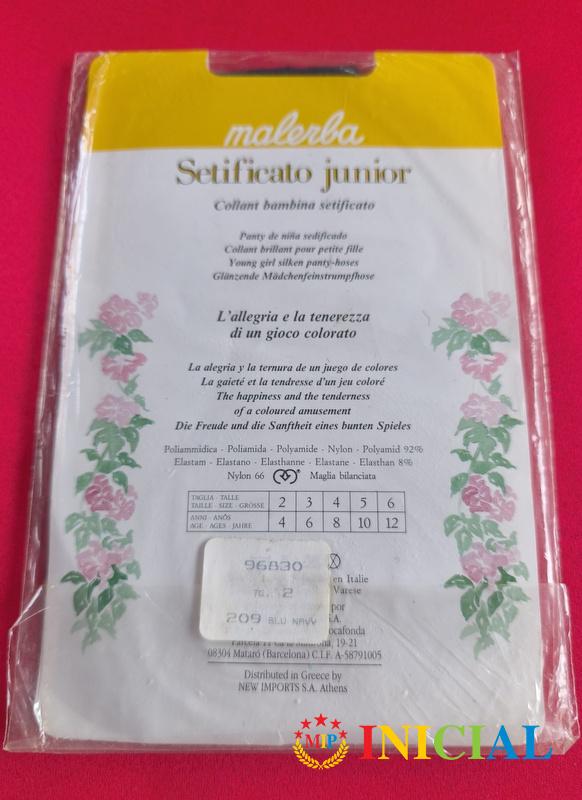 malerba
Setificato junior
Collant bambina setificato
Panty de niña sedificado
Collant brillant pour petite fille
Young girl silken panty-hoses
Glänzende Mädchenfeinstrumpfhose
L'allegria e la tenerezza
di un gioco colorato
La alegria y la ternura de un juego de colores
La gaieté et la tendresse d'un jeu coloré
The happiness and the tenderness
of a coloured amusement
Die Freude und die Sanftheit eines bunten Spieles
Poliammidica - Poliamida - Polyamide - Nylon - Polyamid 92%
Elastam - Elastano - Elasthanne - Elastane - Elasthan 8%
Nylon 66 Maglia bilanciata
TAGLIA - TALLE
TAILLE - SIZE - GRÖSSE 2 3 4 5 6
ANNI - ANÕS
AGE - AGES - JAHRE 4 6 8 10 12
96830
en Italie
TG. 2
Varese
por
209 BLU NAVY
S.A.
19-21
08304 Mataró (Barcelona) C.I.F. A-58791005
Distributed in Greece by
NEW IMPORTS S.A. Athens
MIP INICIAL